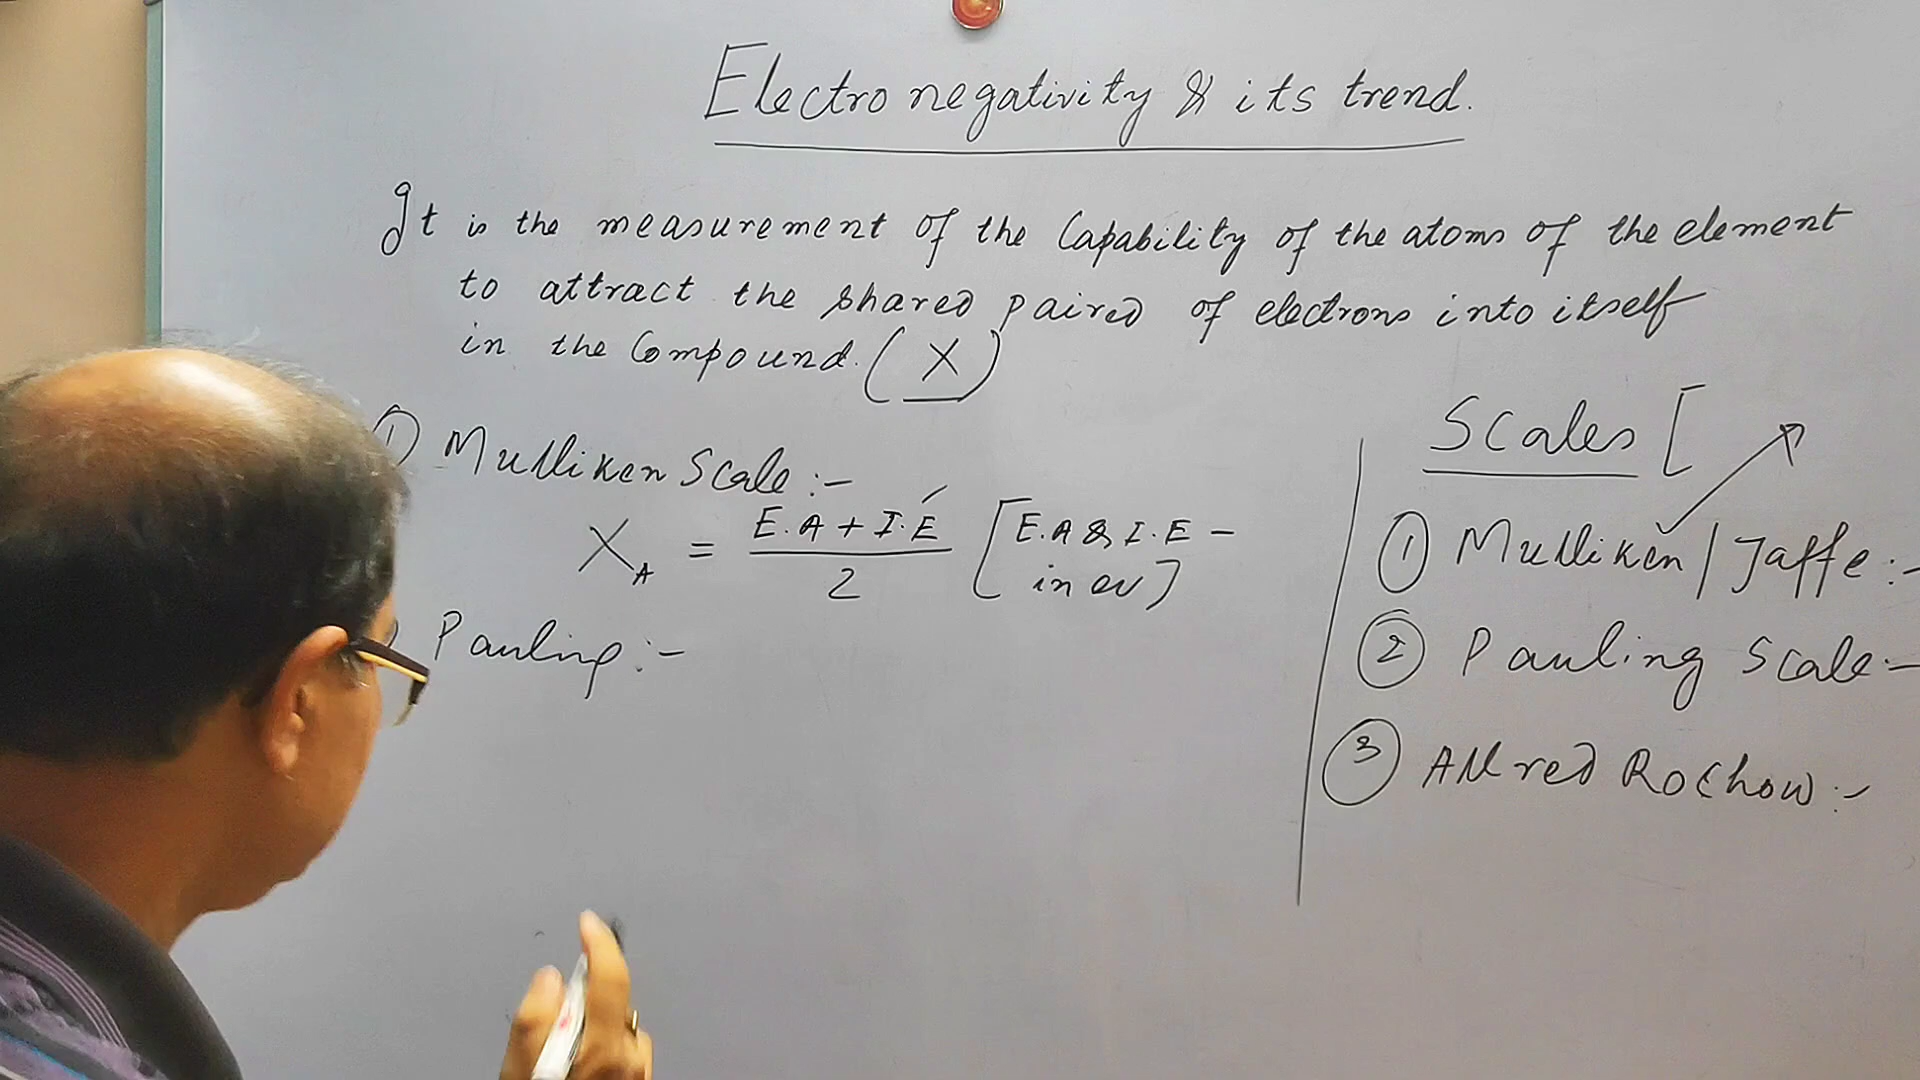 Electronegativity & its trend.
It is the measurement of the Capability of the atoms of the element
to attract the shared paired of electrons into itself
in the Compound. (X)
① Mulliken Scale :-
X_A = E.A + I.E / 2 [E.A & I.E - in ev]
Pauling :-
Scales [
① Mulliken / Jaffe :-
② Pauling Scale :-
③ Allred Rochow :-